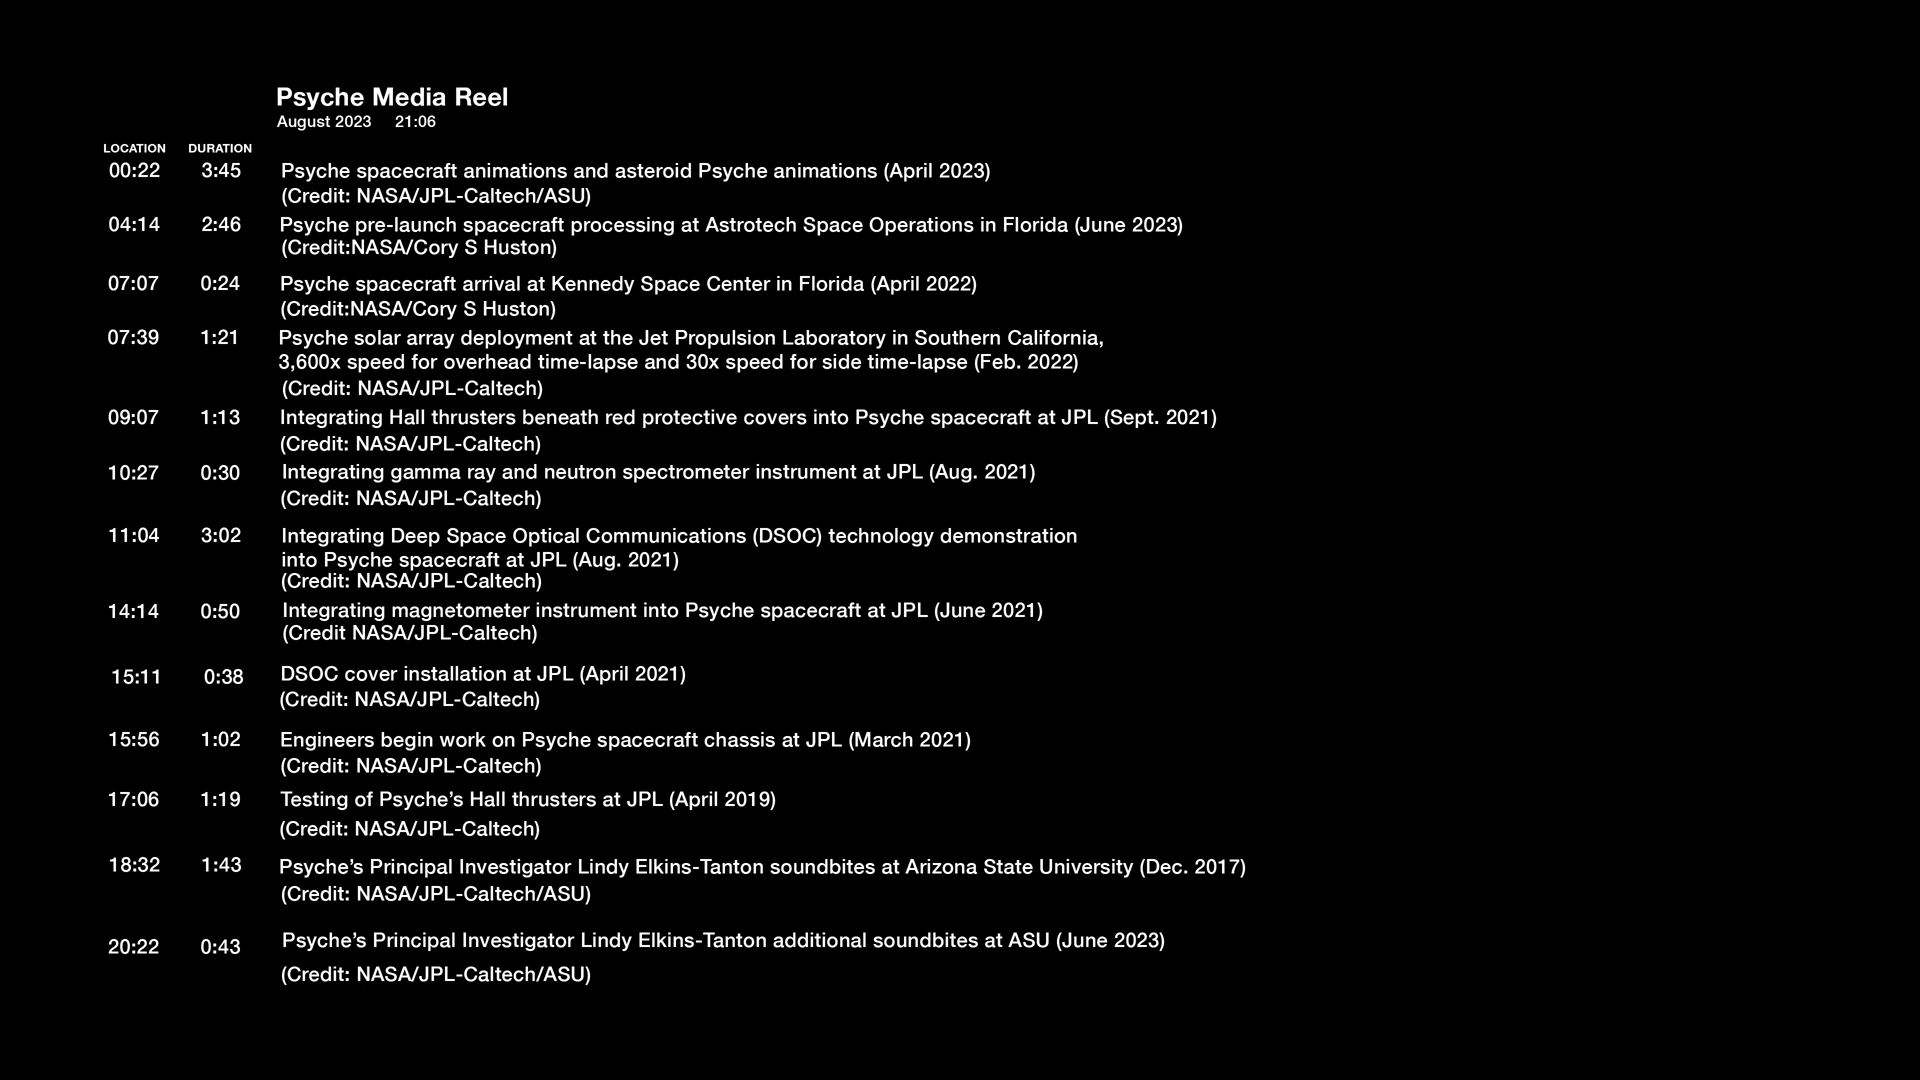 Psyche Media Reel
August 2023 21:06
LOCATION DURATION
00:22 3:45 Psyche spacecraft animations and asteroid Psyche animations (April 2023)
(Credit: NASA/JPL-Caltech/ASU)
04:14 2:46 Psyche pre-launch spacecraft processing at Astrotech Space Operations in Florida (June 2023)
(Credit:NASA/Cory S Huston)
07:07 0:24 Psyche spacecraft arrival at Kennedy Space Center in Florida (April 2022)
(Credit:NASA/Cory S Huston)
07:39 1:21 Psyche solar array deployment at the Jet Propulsion Laboratory in Southern California,
3,600x speed for overhead time-lapse and 30x speed for side time-lapse (Feb. 2022)
(Credit: NASA/JPL-Caltech)
09:07 1:13 Integrating Hall thrusters beneath red protective covers into Psyche spacecraft at JPL (Sept. 2021)
(Credit: NASA/JPL-Caltech)
10:27 0:30 Integrating gamma ray and neutron spectrometer instrument at JPL (Aug. 2021)
(Credit: NASA/JPL-Caltech)
11:04 3:02 Integrating Deep Space Optical Communications (DSOC) technology demonstration
into Psyche spacecraft at JPL (Aug. 2021)
(Credit: NASA/JPL-Caltech)
14:14 0:50 Integrating magnetometer instrument into Psyche spacecraft at JPL (June 2021)
(Credit NASA/JPL-Caltech)
15:11 0:38 DSOC cover installation at JPL (April 2021)
(Credit: NASA/JPL-Caltech)
15:56 1:02 Engineers begin work on Psyche spacecraft chassis at JPL (March 2021)
(Credit: NASA/JPL-Caltech)
17:06 1:19 Testing of Psyche’s Hall thrusters at JPL (April 2019)
(Credit: NASA/JPL-Caltech)
18:32 1:43 Psyche’s Principal Investigator Lindy Elkins-Tanton soundbites at Arizona State University (Dec. 2017)
(Credit: NASA/JPL-Caltech/ASU)
20:22 0:43 Psyche’s Principal Investigator Lindy Elkins-Tanton additional soundbites at ASU (June 2023)
(Credit: NASA/JPL-Caltech/ASU)